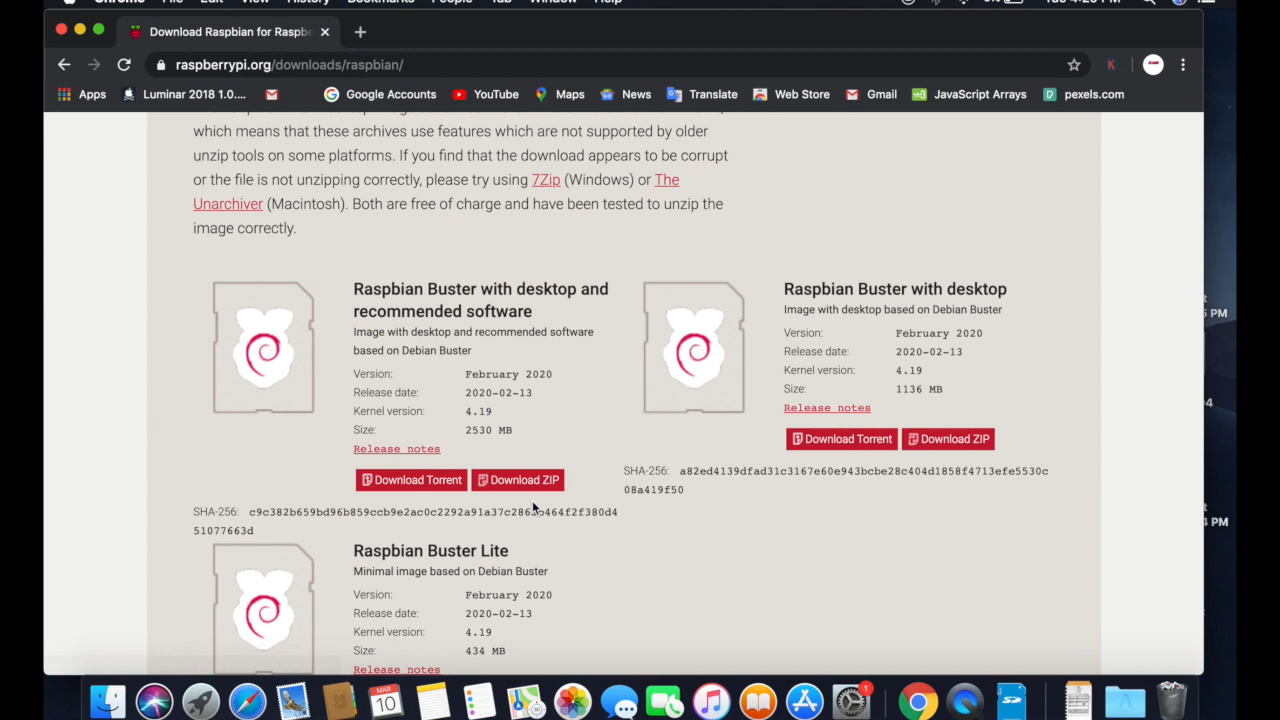 Download Raspbian for Raspbe
raspberrypi.org/downloads/raspbian/
Apps
Luminar 2018 1.0....
Google Accounts
YouTube
Maps
News
Translate
Web Store
Gmail
JavaScript Arrays
pexels.com
which means that these archives use features which are not supported by older
unzip tools on some platforms. If you find that the download appears to be corrupt
or the file is not unzipping correctly, please try using 7Zip (Windows) or The
Unarchiver (Macintosh). Both are free of charge and have been tested to unzip the
image correctly.
Raspbian Buster with desktop and
recommended software
Image with desktop and recommended software
based on Debian Buster
Version: February 2020
Release date: 2020-02-13
Kernel version: 4.19
Size: 2530 MB
Release notes
Download Torrent
Download ZIP
SHA-256:
51077663d
Raspbian Buster with desktop
Image with desktop based on Debian Buster
Version: February 2020
Release date: 2020-02-13
Kernel version: 4.19
Size: 1136 MB
Release notes
Download Torrent
Download ZIP
SHA-256: a82ed4139dfad31c3167e60e943bcbe28c404d1858f4713efe5530c
08a419f50
Raspbian Buster Lite
Minimal image based on Debian Buster
Version: February 2020
Release date: 2020-02-13
Kernel version: 4.19
Size: 434 MB
Release notes
5 PM
4 PM
MAR
10
1